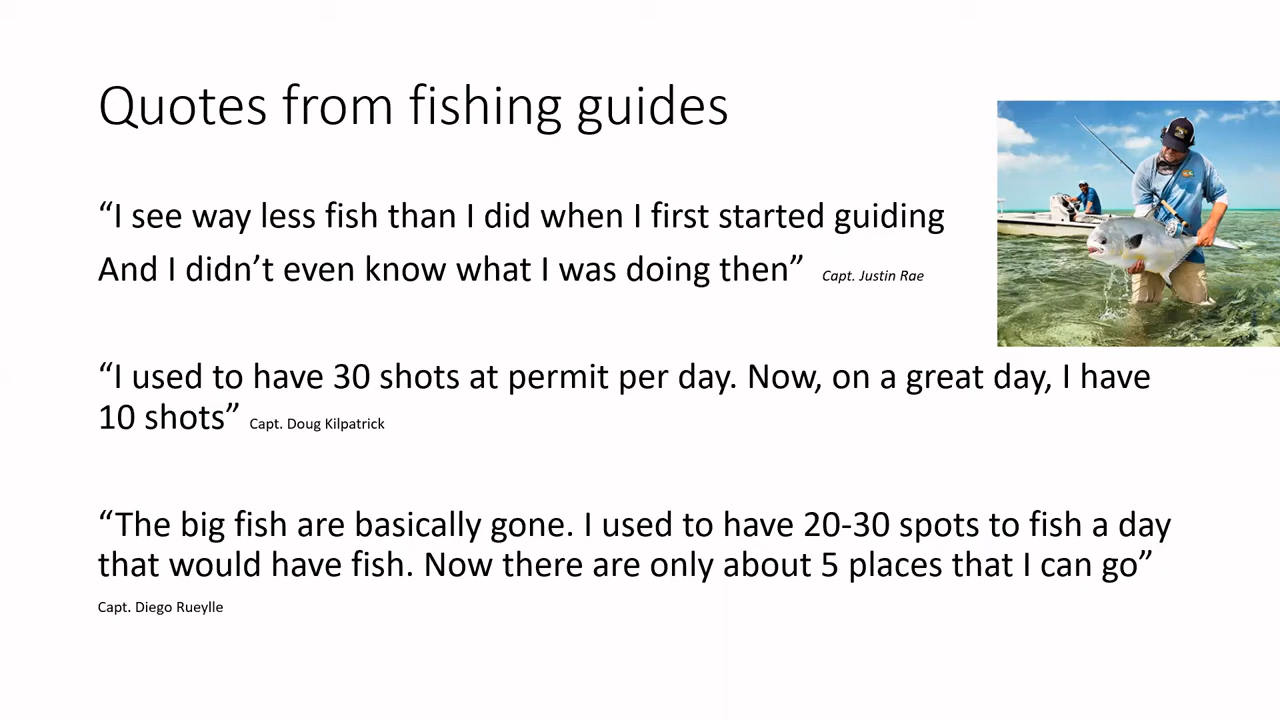 Quotes from fishing guides
“I see way less fish than I did when I first started guiding
And I didn’t even know what I was doing then” Capt. Justin Rae
“I used to have 30 shots at permit per day. Now, on a great day, I have
10 shots” Capt. Doug Kilpatrick
“The big fish are basically gone. I used to have 20-30 spots to fish a day
that would have fish. Now there are only about 5 places that I can go”
Capt. Diego Rueylle